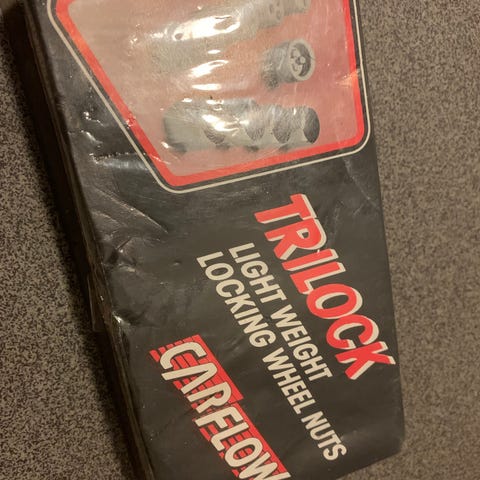 TRILOCK
LIGHT WEIGHT
LOCKING WHEEL NUTS
CARFLOW